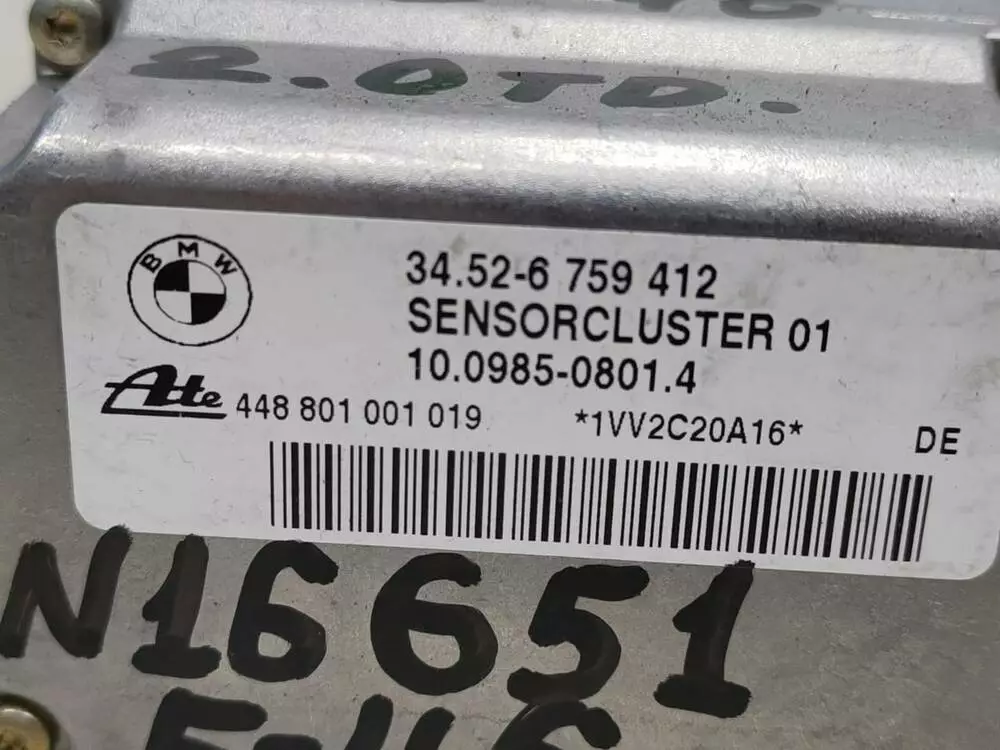 2.0TD.
BMW
34.52-6 759 412
SENSORCLUSTER 01
10.0985-0801.4
Ate 448 801 001 019 *1VV2C20A16* DE
N16651